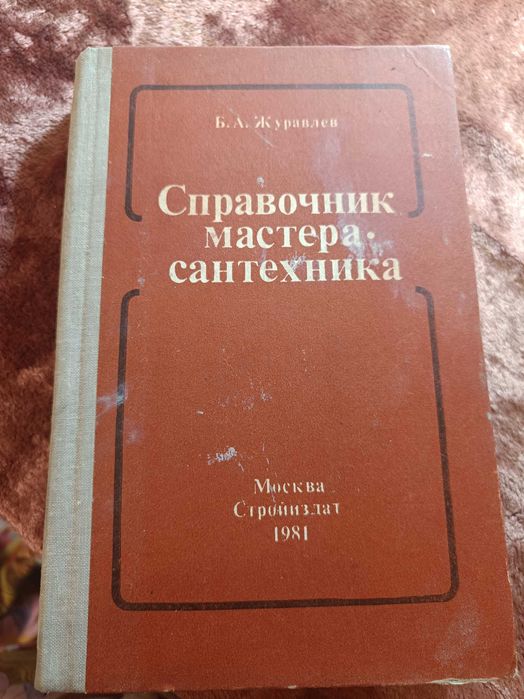 Б. А. Журавлев
Справочник
мастера-
сантехника
Москва
Стройиздат
1981